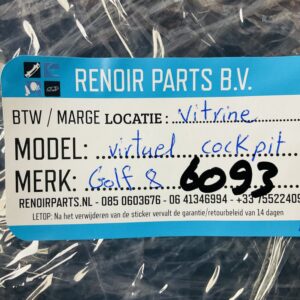 RENOIR PARTS B.V.
BTW / MARGE LOCATIE : Vitrine
MODEL: virtuel cockpit
MERK: Golf 8 6093
RENOIRPARTS.NL - 085 0603676 - 06 41346994 - +33 75522409
LETOP: Na het verwijderen van de sticker vervalt de garantie/retourbeleid van 14 dagen